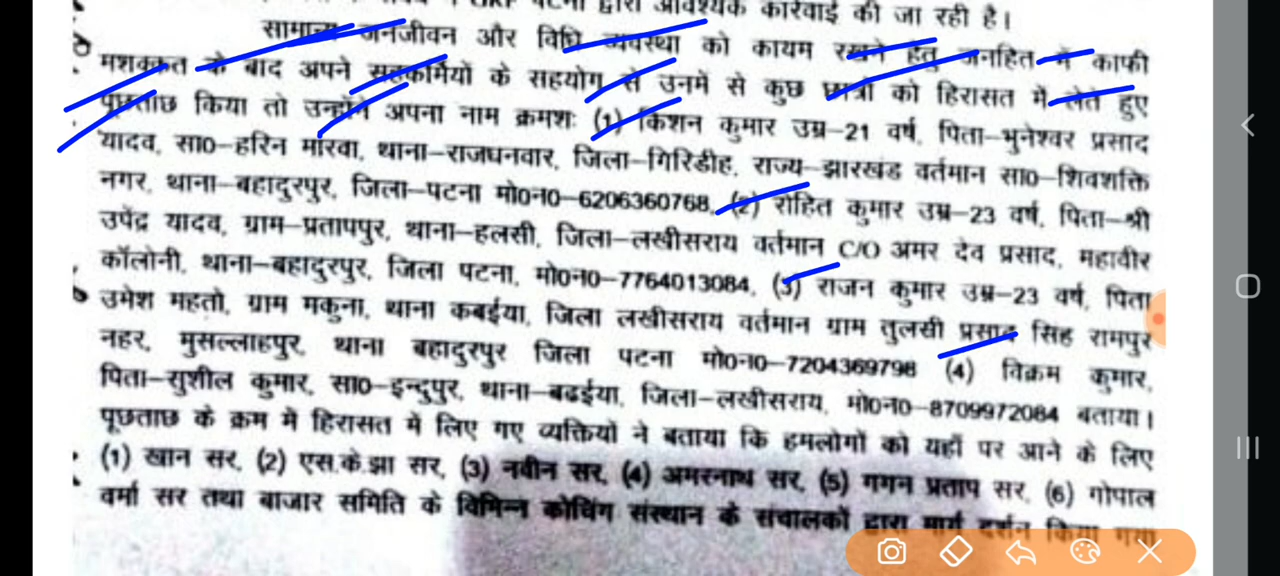 द्वारा आवश्यक कार्रवाई की जा रही है।
सामान्य जनजीवन और विधि व्यवस्था को कायम रखने हेतु जनहित में काफी
मशक्कत के बाद अपने सहकर्मियों के सहयोग से उनमें से कुछ छात्रों को हिरासत में लेते हुए
पूछताछ किया तो उन्होंने अपना नाम क्रमशः (1) किशन कुमार उम्र–21 वर्ष, पिता–भुनेश्वर प्रसाद
यादव, सा0–हरिन मारवा, थाना–राजघनवार, जिला–गिरिडीह, राज्य–झारखंड वर्तमान सा0–शिवशक्ति
नगर, थाना–बहादुरपुर, जिला–पटना मो0न0–6206360768, (2) रोहित कुमार उम्र–23 वर्ष, पिता–श्री
उपेंद्र यादव, ग्राम–प्रतापपुर, थाना–हलसी, जिला–लखीसराय वर्तमान C/O अमर देव प्रसाद, महावीर
कॉलोनी, थाना–बहादुरपुर, जिला पटना, मो0न0–7764013084, (3) राजन कुमार उम्र–23 वर्ष, पिता
उमेश महतो, ग्राम मकुना, थाना कबईया, जिला लखीसराय वर्तमान ग्राम तुलसी प्रसाद सिंह रामपुर
नहर, मुसल्लाहपुर, थाना बहादुरपुर जिला पटना मो0न0–7204369798 (4) विक्रम कुमार,
पिता–सुशील कुमार, सा0–इन्दुपुर, थाना–बढईया, जिला–लखीसराय, मो0न0–8709972084 बताया।
पूछताछ के क्रम में हिरासत में लिए गए व्यक्तियों ने बताया कि हमलोगों को यहाँ पर आने के लिए
(1) खान सर, (2) एस.के.झा सर, (3) नवीन सर, (4) अमरनाथ सर, (5) गगन प्रताप सर, (6) गोपाल
वर्मा सर तथा बाजार समिति के विभिन्न कोचिंग संस्थान के संचालकों द्वारा मार्ग दर्शन किया गया